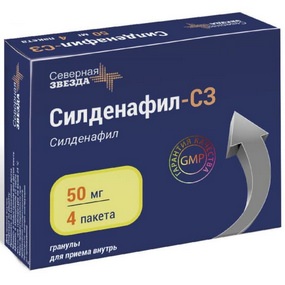 Северная
ЗВЕЗДА
Силденафил-СЗ
Силденафил
ГАРАНТИЯ КАЧЕСТВА
GMP
50 мг
4 пакета
гранулы
для приема внутрь